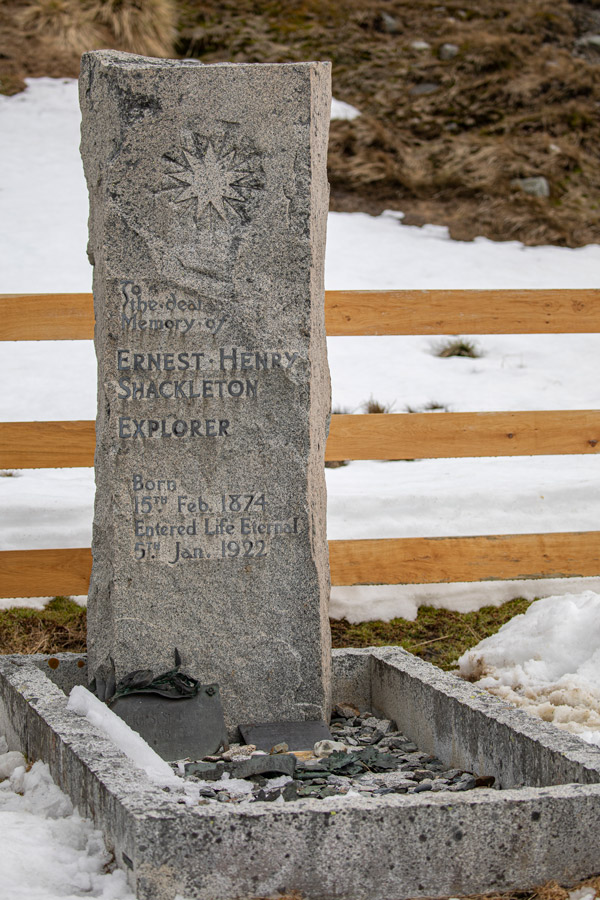 To
the·dear
Memory·of
ERNEST·HENRY
SHACKLETON
EXPLORER
Born
15TH Feb. 1874
Entered Life Eternal
5TH Jan. 1922